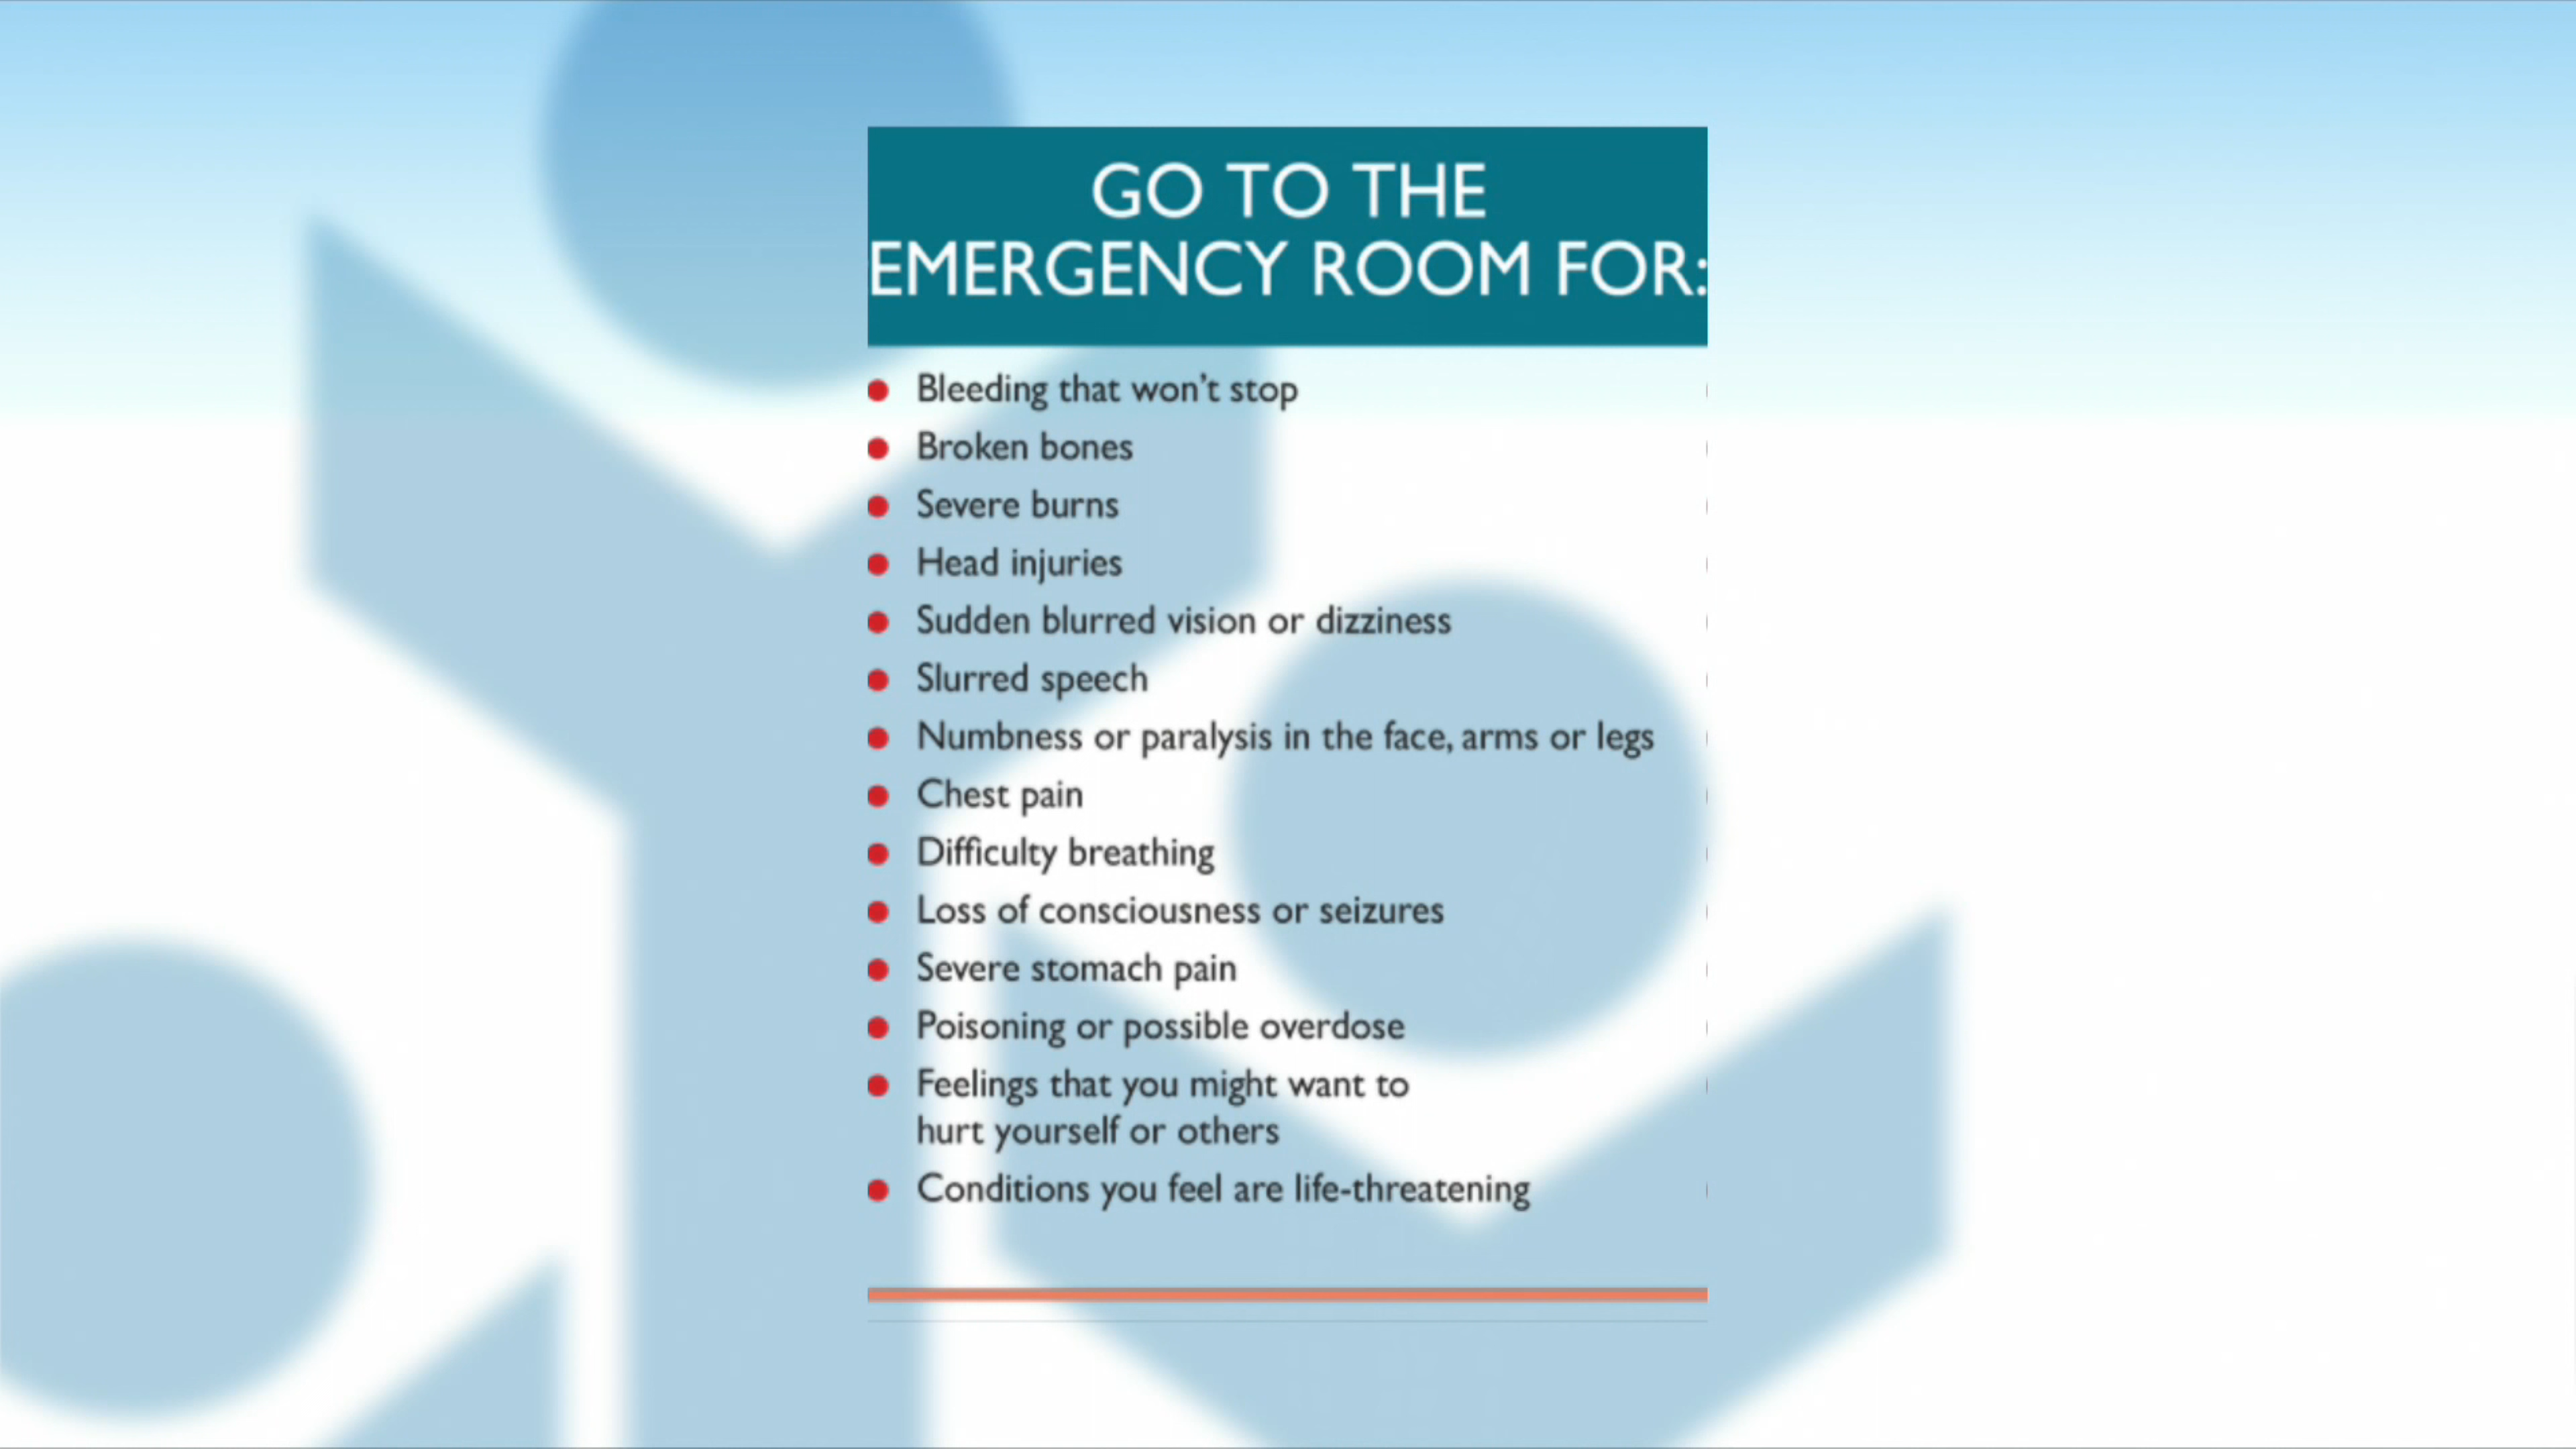 GO TO THE
EMERGENCY ROOM FOR:
● Bleeding that won’t stop
● Broken bones
● Severe burns
● Head injuries
● Sudden blurred vision or dizziness
● Slurred speech
● Numbness or paralysis in the face, arms or legs
● Chest pain
● Difficulty breathing
● Loss of consciousness or seizures
● Severe stomach pain
● Poisoning or possible overdose
● Feelings that you might want to
hurt yourself or others
● Conditions you feel are life-threatening